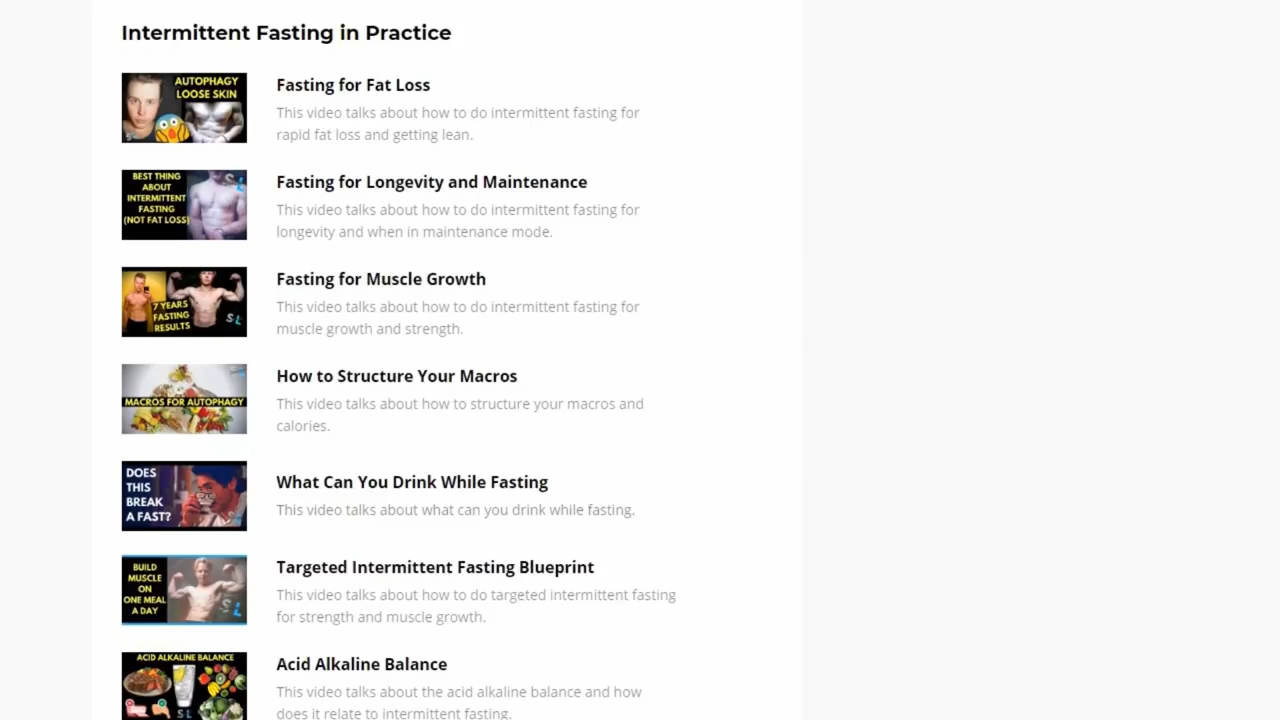 Intermittent Fasting in Practice
AUTOPHAGY
LOOSE SKIN
Fasting for Fat Loss
This video talks about how to do intermittent fasting for
rapid fat loss and getting lean.
BEST THING
ABOUT
INTERMITTENT
FASTING
(NOT FAT LOSS)
Fasting for Longevity and Maintenance
This video talks about how to do intermittent fasting for
longevity and when in maintenance mode.
7 YEARS
FASTING
RESULTS
SL
Fasting for Muscle Growth
This video talks about how to do intermittent fasting for
muscle growth and strength.
MACROS FOR AUTOPHAGY
How to Structure Your Macros
This video talks about how to structure your macros and
calories.
DOES
THIS
BREAK
A FAST?
What Can You Drink While Fasting
This video talks about what can you drink while fasting.
BUILD
MUSCLE
ON
ONE MEAL
A DAY
SL
Targeted Intermittent Fasting Blueprint
This video talks about how to do targeted intermittent fasting
for strength and muscle growth.
ACID ALKALINE BALANCE
SL
Acid Alkaline Balance
This video talks about the acid alkaline balance and how
does it relate to intermittent fasting.